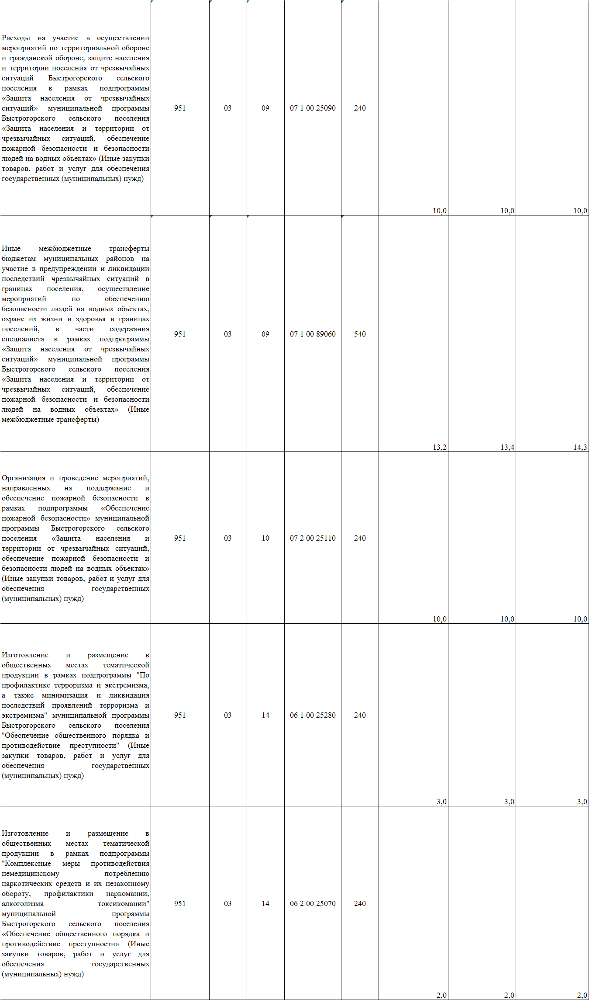 Расходы на участие в осуществлении
мероприятий по территориальной обороне
и гражданской обороне, защите населения
и территории поселения от чрезвычайных
ситуаций Быстрогорского сельского
поселения в рамках подпрограммы
«Защита населения от чрезвычайных
ситуаций» муниципальной программы
Быстрогорского сельского поселения
«Защита населения и территории от
чрезвычайных ситуаций, обеспечение
пожарной безопасности и безопасности
людей на водных объектах» (Иные закупки
товаров, работ и услуг для обеспечения
государственных (муниципальных) нужд)
951 03 09 07 1 00 25090 240
10,0 10,0 10,0
Иные межбюджетные трансферты
бюджетам муниципальных районов на
участие в предупреждении и ликвидации
последствий чрезвычайных ситуаций в
границах поселения, осуществление
мероприятий по обеспечению
безопасности людей на водных объектах,
охране их жизни и здоровья в границах
поселений, в части содержания
специалиста в рамках подпрограммы
«Защита населения от чрезвычайных
ситуаций» муниципальной программы
Быстрогорского сельского поселения
«Защита населения и территории от
чрезвычайных ситуаций, обеспечение
пожарной безопасности и безопасности
людей на водных объектах» (Иные
межбюджетные трансферты)
951 03 09 07 1 00 89060 540
13,2 13,4 14,3
Организация и проведение мероприятий,
направленных на поддержание и
обеспечение пожарной безопасности в
рамках подпрограммы «Обеспечение
пожарной безопасности» муниципальной
программы Быстрогорского сельского
поселения «Защита населения и
территории от чрезвычайных ситуаций,
обеспечение пожарной безопасности и
безопасности людей на водных объектах»
(Иные закупки товаров, работ и услуг для
обеспечения государственных
(муниципальных) нужд)
951 03 10 07 2 00 25110 240
10,0 10,0 10,0
Изготовление и размещение в
общественных местах тематической
продукции в рамках подпрограммы "По
профилактике терроризма и экстремизма,
а также минимизация и ликвидация
последствий проявлений терроризма и
экстремизма" муниципальной программы
Быстрогорского сельского поселения
"Обеспечение общественного порядка и
противодействие преступности" (Иные
закупки товаров, работ и услуг для
обеспечения государственных
(муниципальных) нужд)
951 03 14 06 1 00 25280 240
3,0 3,0 3,0
Изготовление и размещение в
общественных местах тематической
продукции в рамках подпрограммы
"Комплексные меры противодействия
немедицинскому потреблению
наркотических средств и их незаконному
обороту, профилактики наркомании,
алкоголизма токсикомании"
муниципальной программы
Быстрогорского сельского поселения
«Обеспечение общественного порядка и
противодействие преступности» (Иные
закупки товаров, работ и услуг для
обеспечения государственных
(муниципальных) нужд)
951 03 14 06 2 00 25070 240
2,0 2,0 2,0